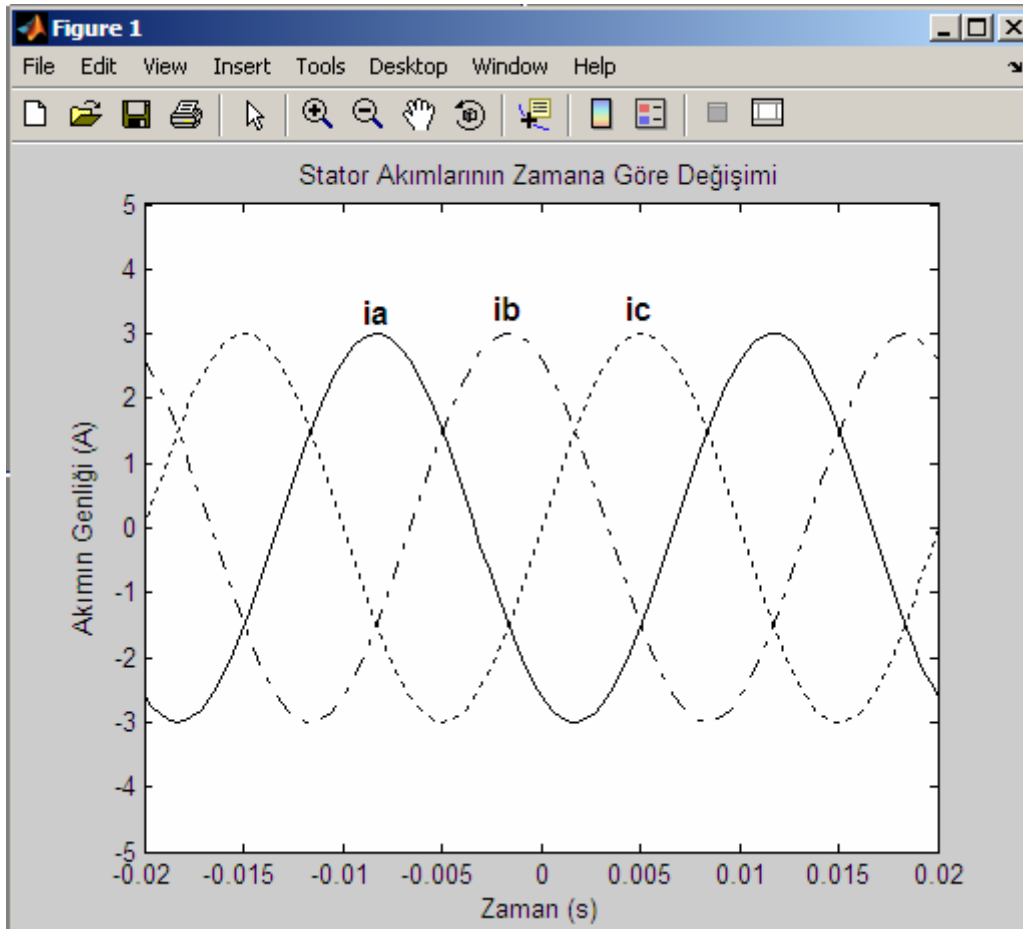 Figure 1
File Edit View Insert Tools Desktop Window Help
Stator Akımlarının Zamana Göre Değişimi
ia
ib
ic
5
4
3
2
1
0
-1
-2
-3
-4
-5
Akımın Genliği (A)
-0.02 -0.015 -0.01 -0.005 0 0.005 0.01 0.015 0.02
Zaman (s)